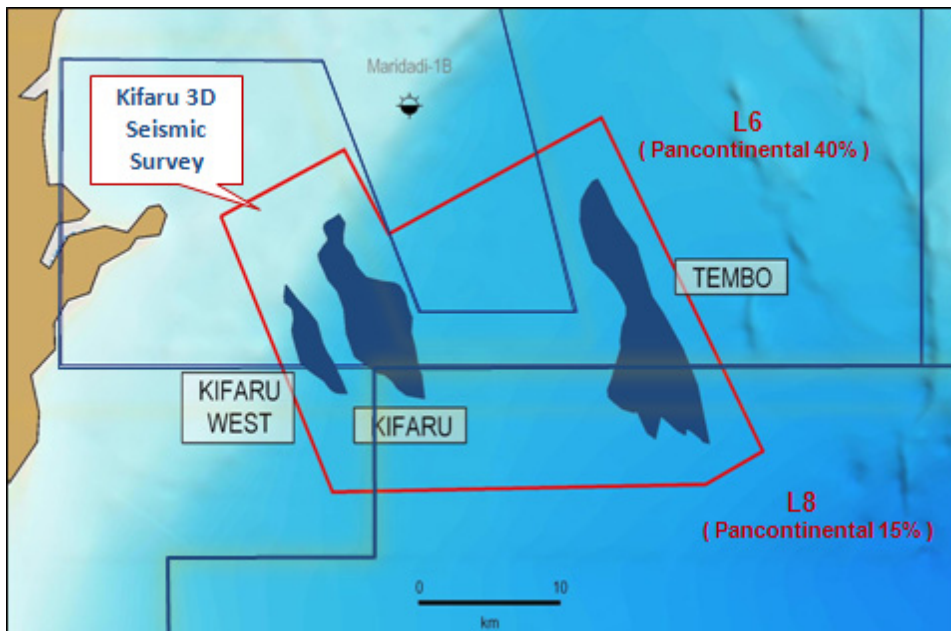 Maridadi-1B
Kifaru 3D
Seismic
Survey
L6
( Pancontinental 40% )
TEMBO
KIFARU
WEST
KIFARU
L8
( Pancontinental 15% )
0 10
km